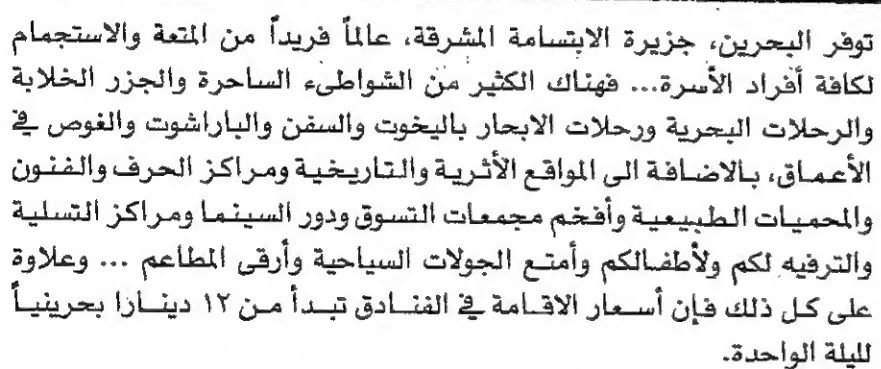 توفر البحرين، جزيرة الابتسامة المشرقة، عالماً فريداً من المتعة والاستجمام
لكافة أفراد الأسرة... فهناك الكثير من الشواطىء الساحرة والجزر الخلابة
والرحلات البحرية ورحلات الابحار باليخوت والسفن والباراشوت والغوص في
الأعماق، بالاضافة الى المواقع الأثرية والتاريخية ومراكز الحرف والفنون
والمحميات الطبيعية وأفخم مجمعات التسوق ودور السينما ومراكز التسلية
والترفيه لكم ولأطفالكم وأمتع الجولات السياحية وأرقى المطاعم ... وعلاوة
على كل ذلك فإن أسعار الاقامة في الفنادق تبدأ من ١٢ دينارا بحرينياً
لليلة الواحدة.